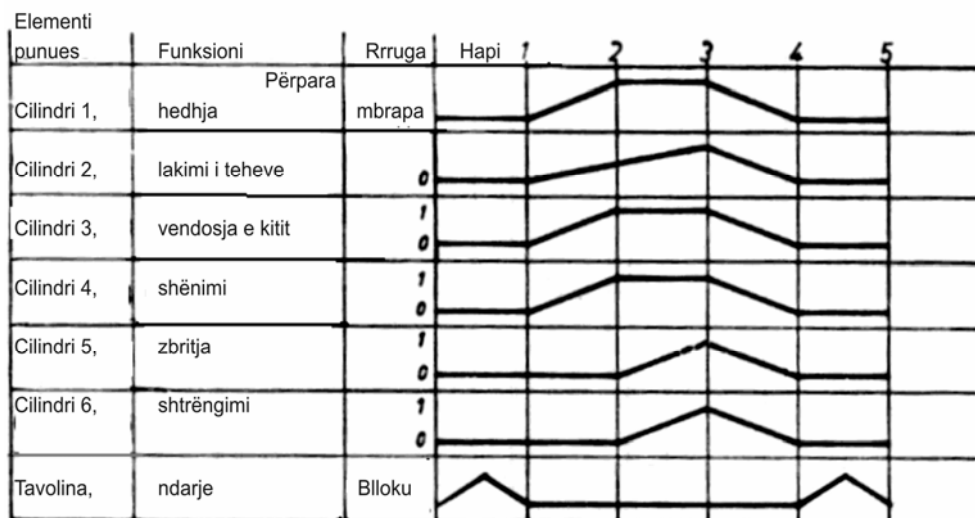 Elementi
punues Funksioni Rrruga Hapi 1 2 3 4 5
Përpara
Cilindri 1, hedhja mbrapa
Cilindri 2, lakimi i teheve 0
1
Cilindri 3, vendosja e kitit 0
1
Cilindri 4, shënimi 0
1
Cilindri 5, zbritja 0
1
Cilindri 6, shtrëngimi 0
Tavolina, ndarje Blloku